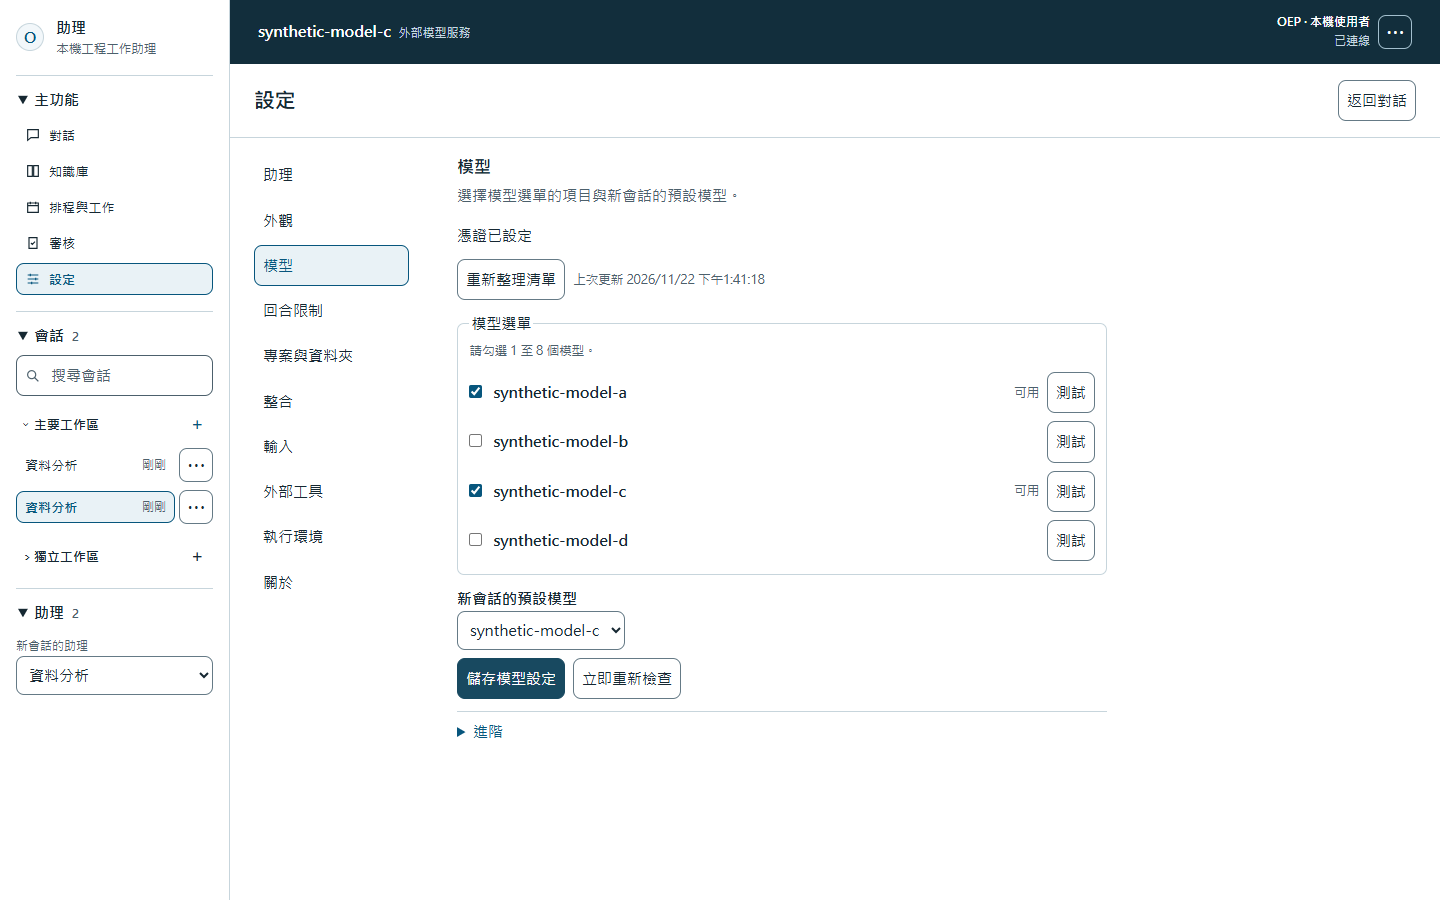 O
助理
本機工程工作助理
▼ 主功能
對話
知識庫
排程與工作
審核
設定
▼ 會話 2
搜尋會話
主要工作區 +
資料分析 剛剛 ...
資料分析 剛剛 ...
獨立工作區 +
▼ 助理 2
新會話的助理
資料分析
synthetic-model-c 外部模型服務
OEP · 本機使用者
已連線
...
設定
返回對話
助理
外觀
模型
回合限制
專案與資料夾
整合
輸入
外部工具
執行環境
關於
模型
選擇模型選單的項目與新會話的預設模型。
憑證已設定
重新整理清單 上次更新 2026/11/22 下午1:41:18
模型選單
請勾選 1 至 8 個模型。
synthetic-model-a 可用 測試
synthetic-model-b 測試
synthetic-model-c 可用 測試
synthetic-model-d 測試
新會話的預設模型
synthetic-model-c
儲存模型設定 立即重新檢查
▶ 進階